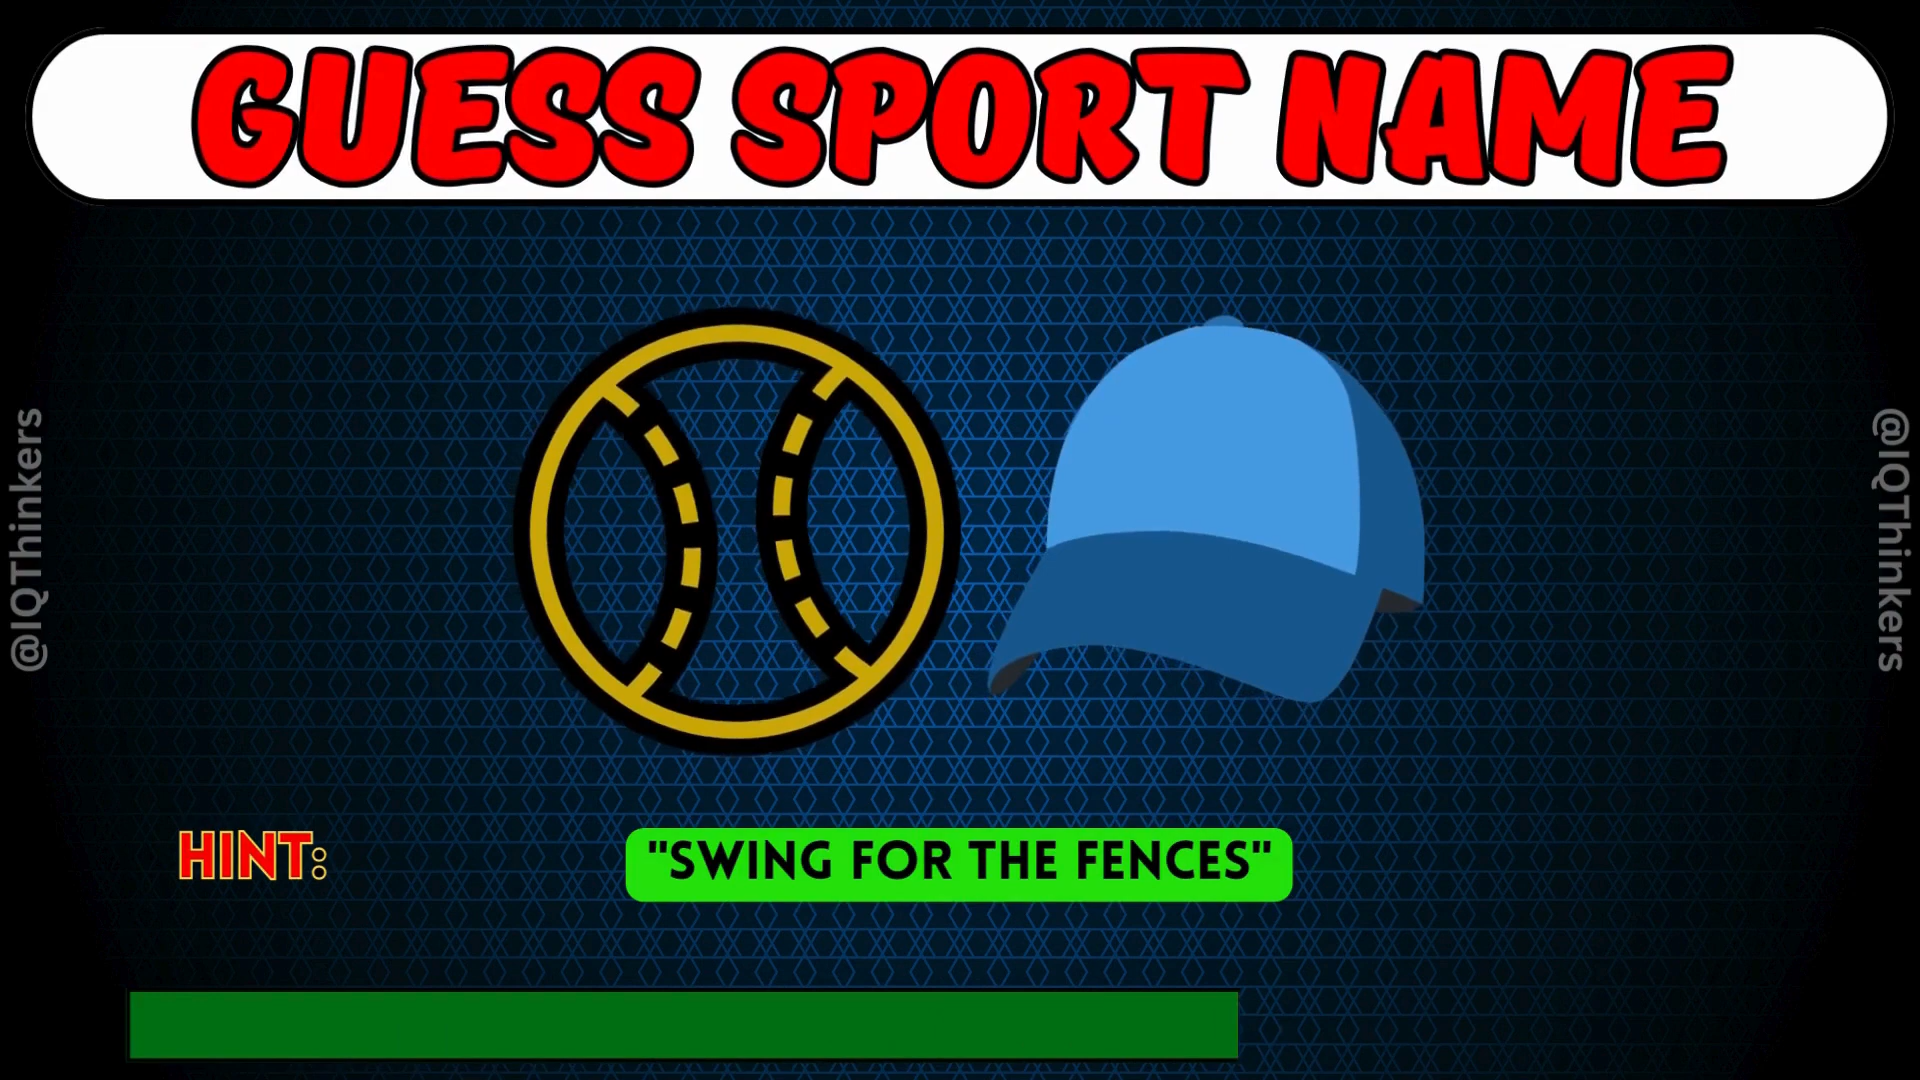 GUESS SPORT NAME
@IQThinkers
@IQThinkers
HINT:
"SWING FOR THE FENCES"